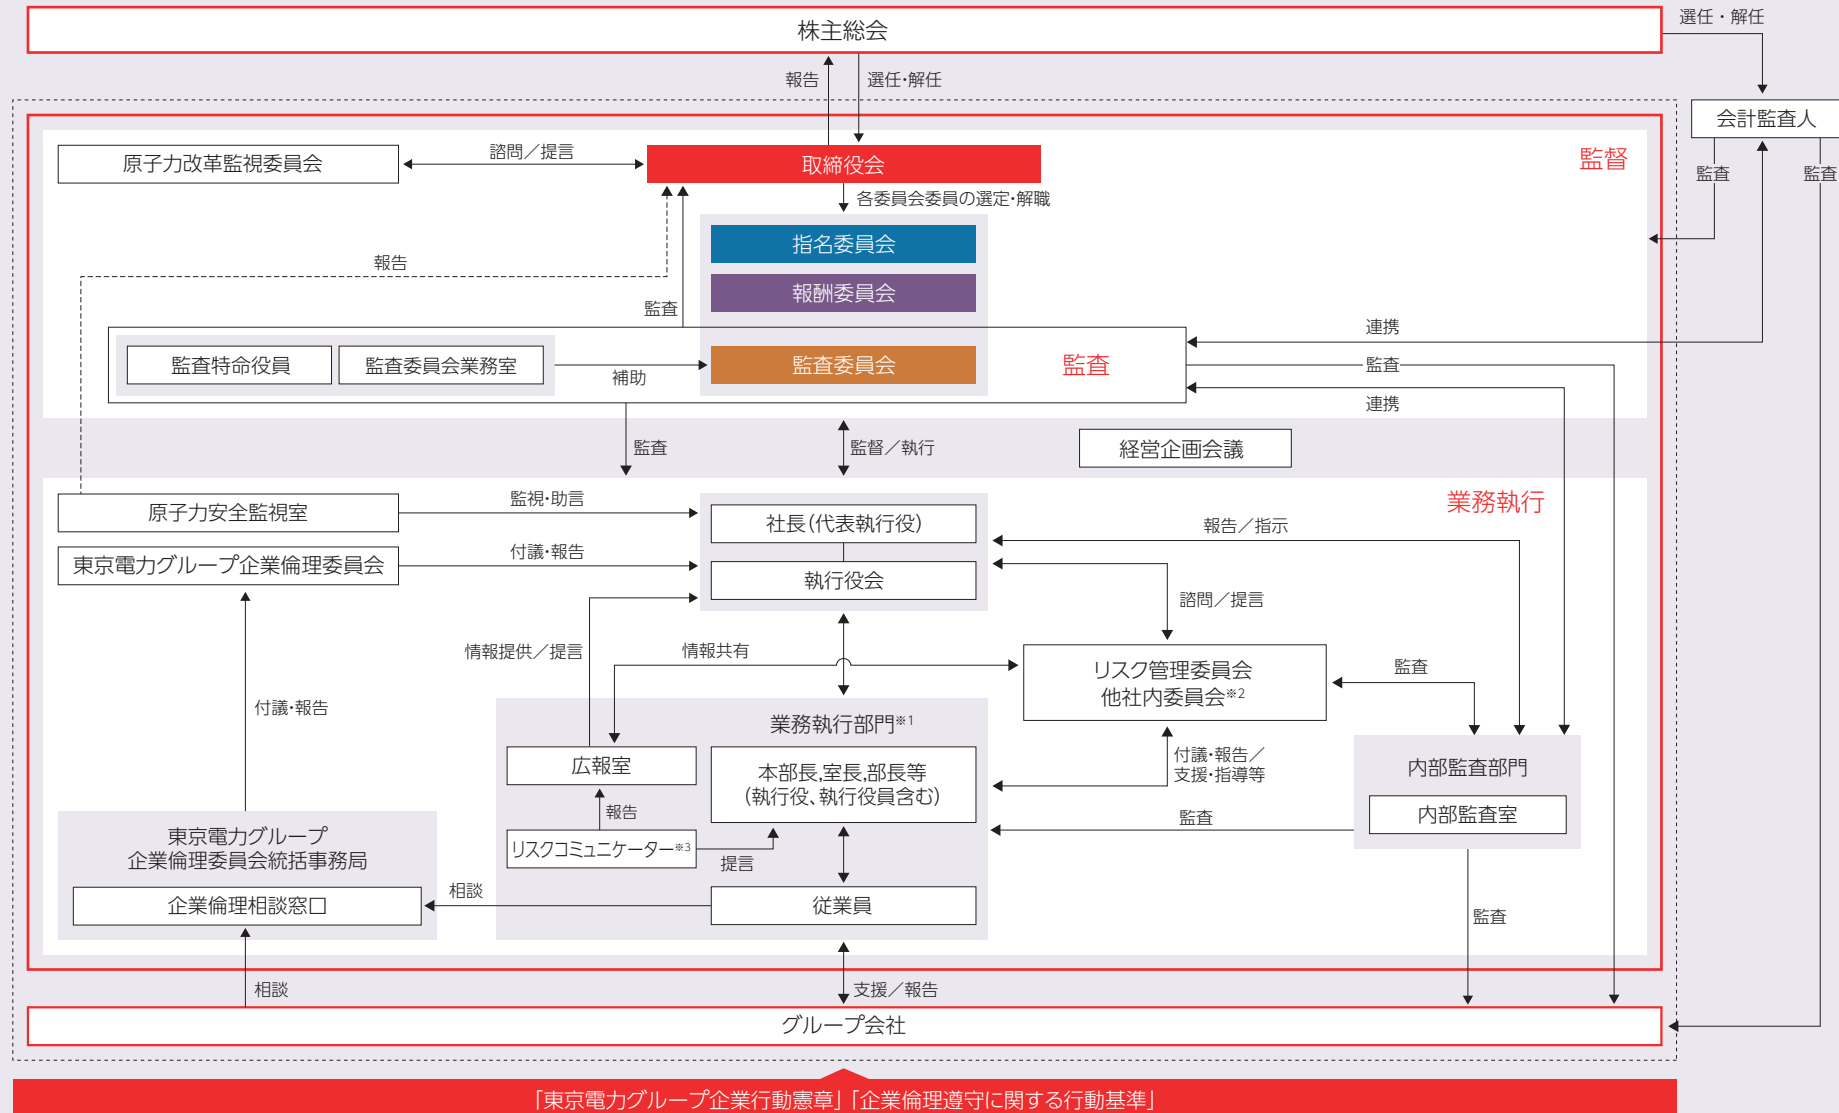 株主総会
選任・解任
報告
選任・解任
会計監査人
原子力改革監視委員会
諮問／提言
取締役会
監督
監査
監査
各委員会委員の選定・解職
指名委員会
報告
報酬委員会
監査
連携
監査特命役員
監査委員会業務室
補助
監査委員会
監査
監査
連携
監査
監督／執行
経営企画会議
原子力安全監視室
監視・助言
社長（代表執行役）
業務執行
報告／指示
東京電力グループ企業倫理委員会
付議・報告
執行役会
諮問／提言
情報提供／提言
情報共有
リスク管理委員会
他社内委員会※2
監査
付議・報告
業務執行部門※1
広報室
本部長、室長、部長等
（執行役、執行役員含む）
付議・報告／
支援・指導等
内部監査部門
内部監査室
報告
監査
東京電力グループ
企業倫理委員会統括事務局
リスクコミュニケーター※3
提言
企業倫理相談窓口
相談
従業員
監査
相談
支援／報告
グループ会社
「東京電力グループ企業行動憲章」「企業倫理遵守に関する行動基準」